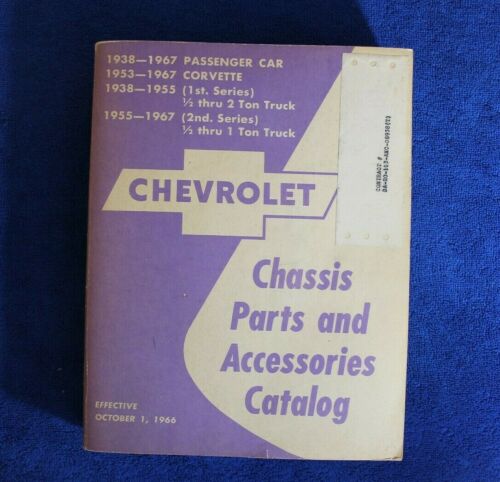 1938—1967 PASSENGER CAR
1953—1967 CORVETTE
1938—1955 (1st. Series)
½ thru 2 Ton Truck
1955—1967 (2nd. Series)
½ thru 1 Ton Truck
CHEVROLET
Chassis
Parts and
Accessories
Catalog
EFFECTIVE
OCTOBER 1, 1966
CONTRACT #